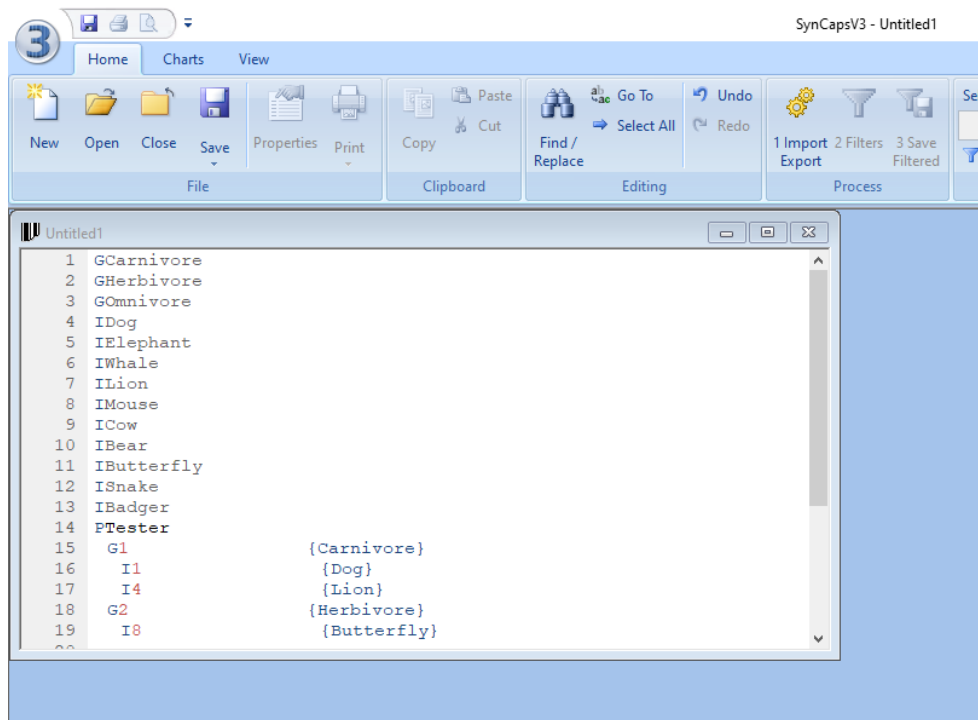 SynCapsV3 - Untitled1
3
Home Charts View
New Open Close Save Properties Print
File
Copy Paste Cut
Clipboard
Find / Replace
Go To
Select All
Undo
Redo
Editing
1 Import Export
2 Filters
3 Save Filtered
Process
Untitled1
1 GCarnivore
2 GHerbivore
3 GOmnivore
4 IDog
5 IElephant
6 IWhale
7 ILion
8 IMouse
9 ICow
10 IBear
11 IButterfly
12 ISnake
13 IBadger
14 PTester
15 G1 {Carnivore}
16 I1 {Dog}
17 I4 {Lion}
18 G2 {Herbivore}
19 I8 {Butterfly}